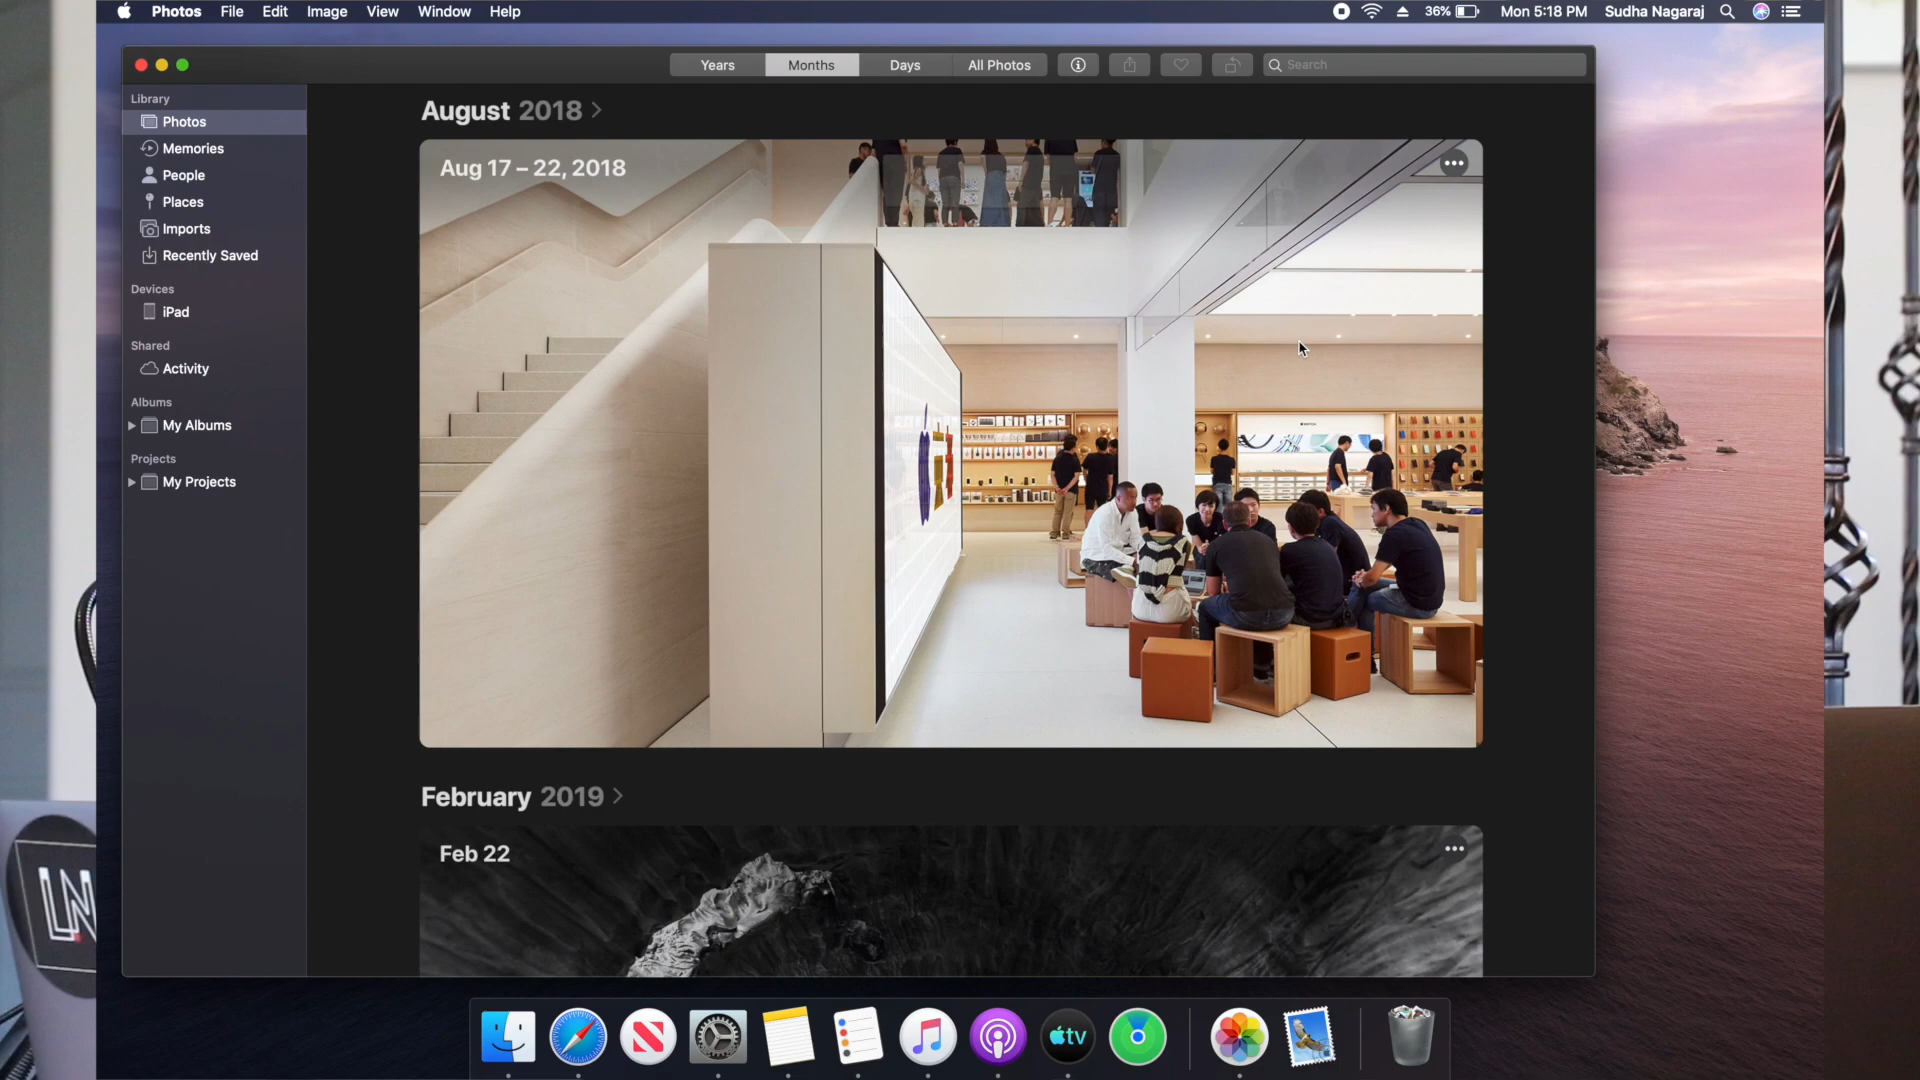 Photos File Edit Image View Window Help
36% Mon 5:18 PM Sudha Nagaraj
Years Months Days All Photos Search
Library
Photos
Memories
People
Places
Imports
Recently Saved
Devices
iPad
Shared
Activity
Albums
My Albums
Projects
My Projects
August 2018
Aug 17 – 22, 2018
February 2019
Feb 22
tv
LN